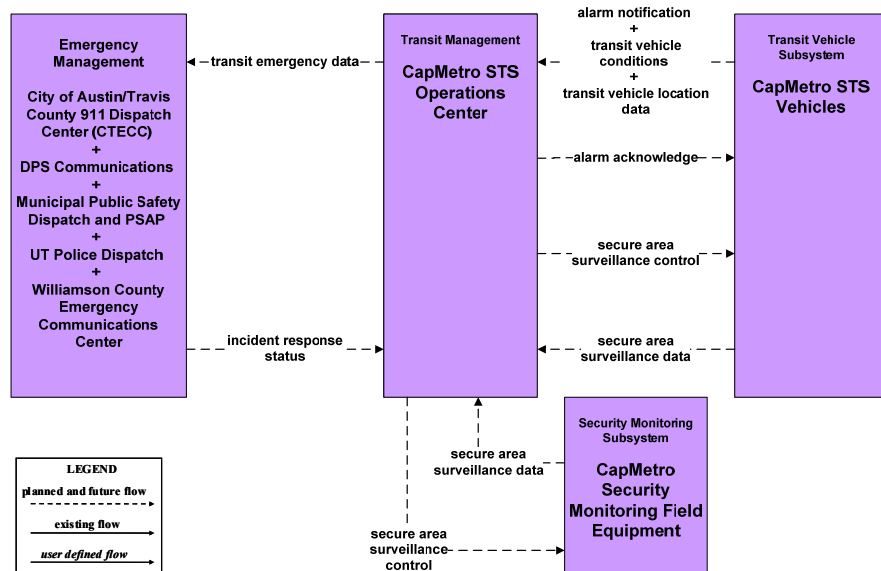 Emergency
Management
City of Austin/Travis
County 911 Dispatch
Center (CTECC)
+
DPS Communications
+
Municipal Public Safety
Dispatch and PSAP
+
UT Police Dispatch
+
Williamson County
Emergency
Communications
Center
transit emergency data
incident response
status
Transit Management
CapMetro STS
Operations
Center
alarm notification
+
transit vehicle
conditions
+
transit vehicle location
data
alarm acknowledge
secure area
surveillance control
secure area
surveillance data
Transit Vehicle
Subsystem
CapMetro STS
Vehicles
secure area
surveillance data
secure area
surveillance
control
Security Monitoring
Subsystem
CapMetro
Security
Monitoring Field
Equipment
LEGEND
planned and future flow
existing flow
user defined flow